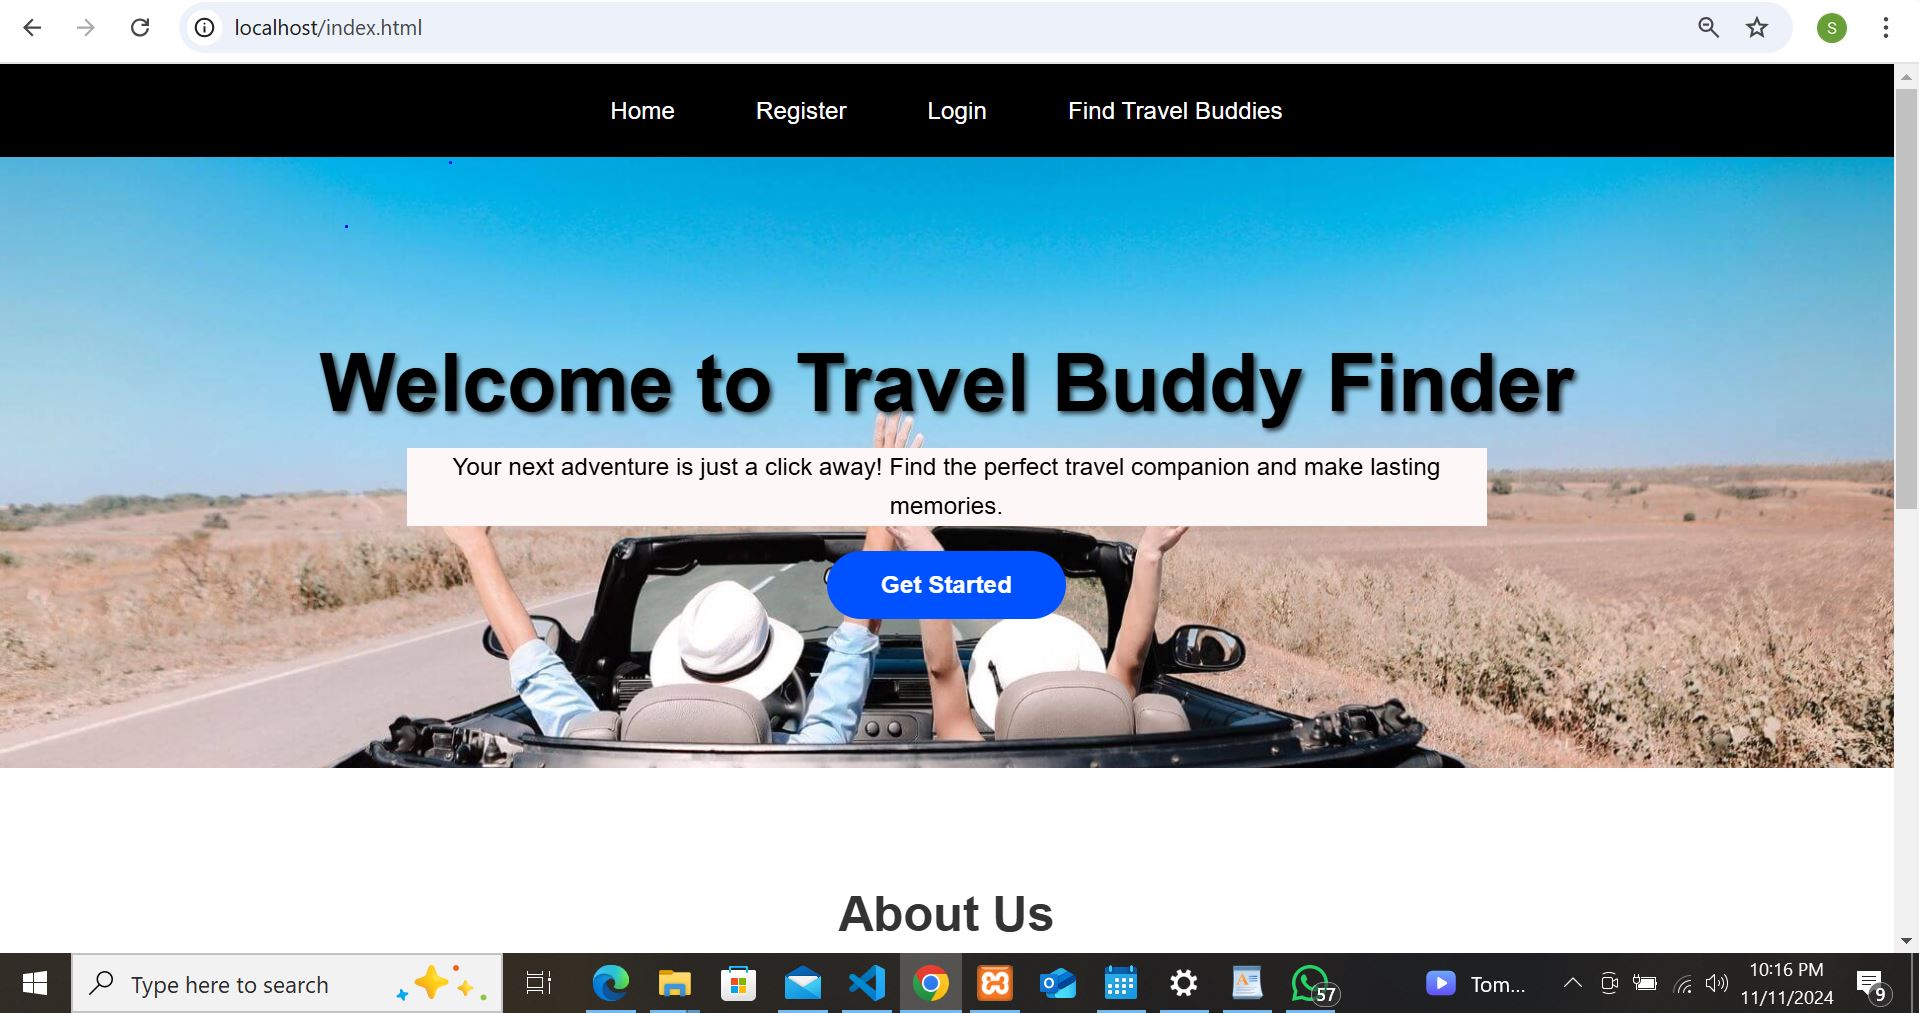 localhost/index.html
S
Home Register Login Find Travel Buddies
Welcome to Travel Buddy Finder
Your next adventure is just a click away! Find the perfect travel companion and make lasting
memories.
Get Started
About Us
Type here to search
57
Tom...
10:16 PM
11/11/2024
9